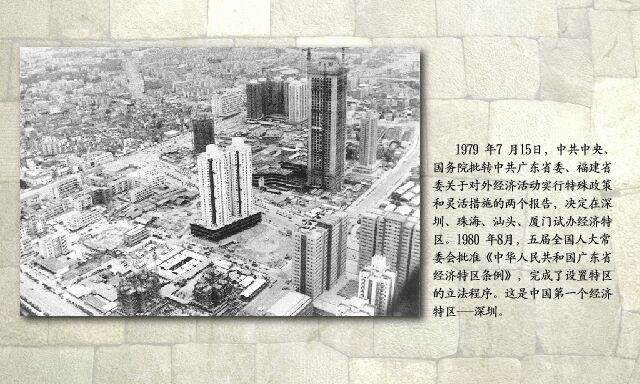 1979 年7 月15日，中共中央、
国务院批转中共广东省委、福建省
委关于对外经济活动实行特殊政策
和灵活措施的两个报告，决定在深
圳、珠海、汕头、厦门试办经济特
区。1980 年8月，五届全国人大常
委会批准《中华人民共和国广东省
经济特区条例》，完成了设置特区
的立法程序。这是中国第一个经济
特区——深圳。